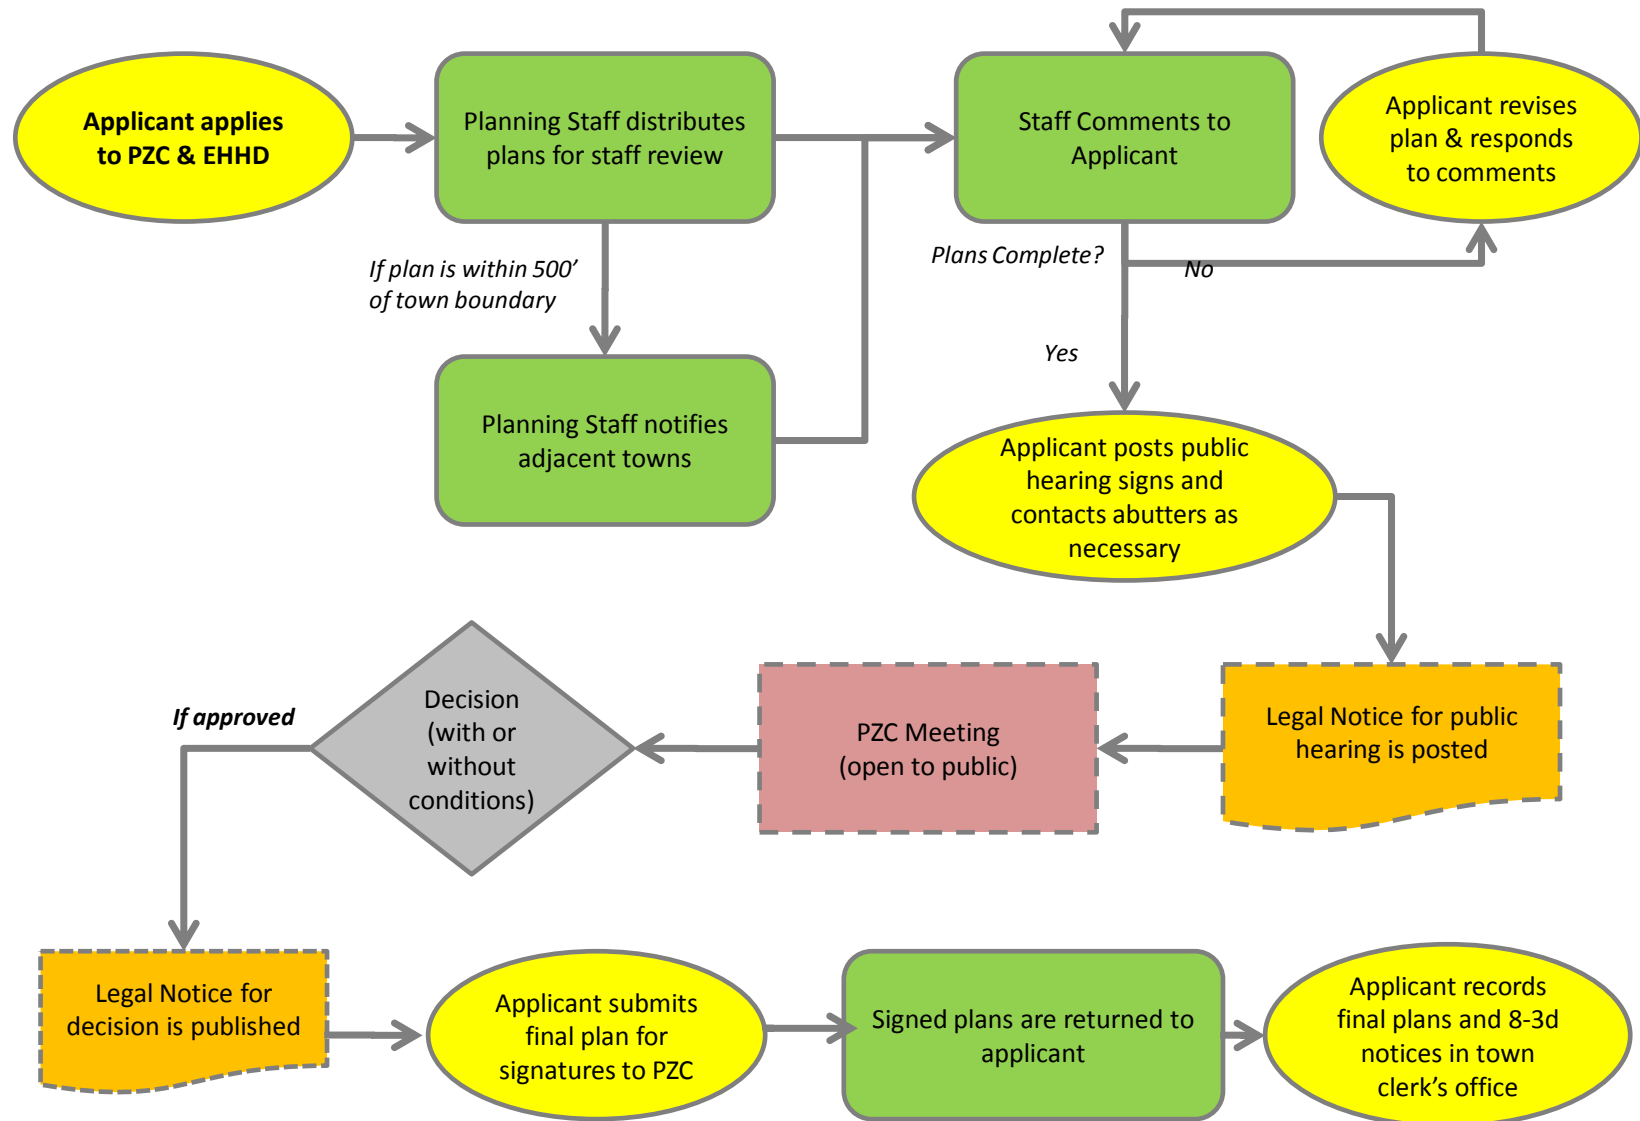 Applicant applies
to PZC & EHHD
Planning Staff distributes
plans for staff review
Staff Comments to
Applicant
Applicant revises
plan & responds
to comments
If plan is within 500’
of town boundary
Plans Complete?
No
Yes
Planning Staff notifies
adjacent towns
Applicant posts public
hearing signs and
contacts abutters as
necessary
If approved
Decision
(with or
without
conditions)
PZC Meeting
(open to public)
Legal Notice for public
hearing is posted
Legal Notice for
decision is published
Applicant submits
final plan for
signatures to PZC
Signed plans are returned to
applicant
Applicant records
final plans and 8-3d
notices in town
clerk’s office